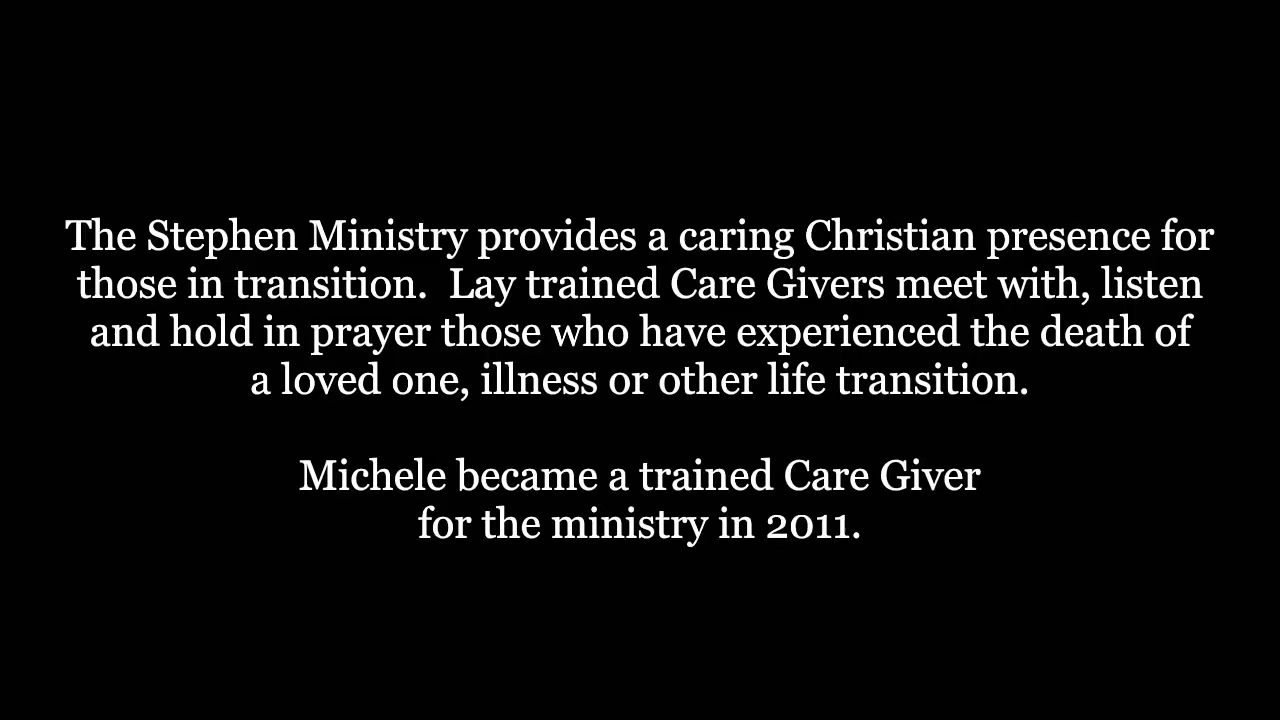 The Stephen Ministry provides a caring Christian presence for
those in transition.  Lay trained Care Givers meet with, listen
and hold in prayer those who have experienced the death of
a loved one, illness or other life transition.
Michele became a trained Care Giver
for the ministry in 2011.